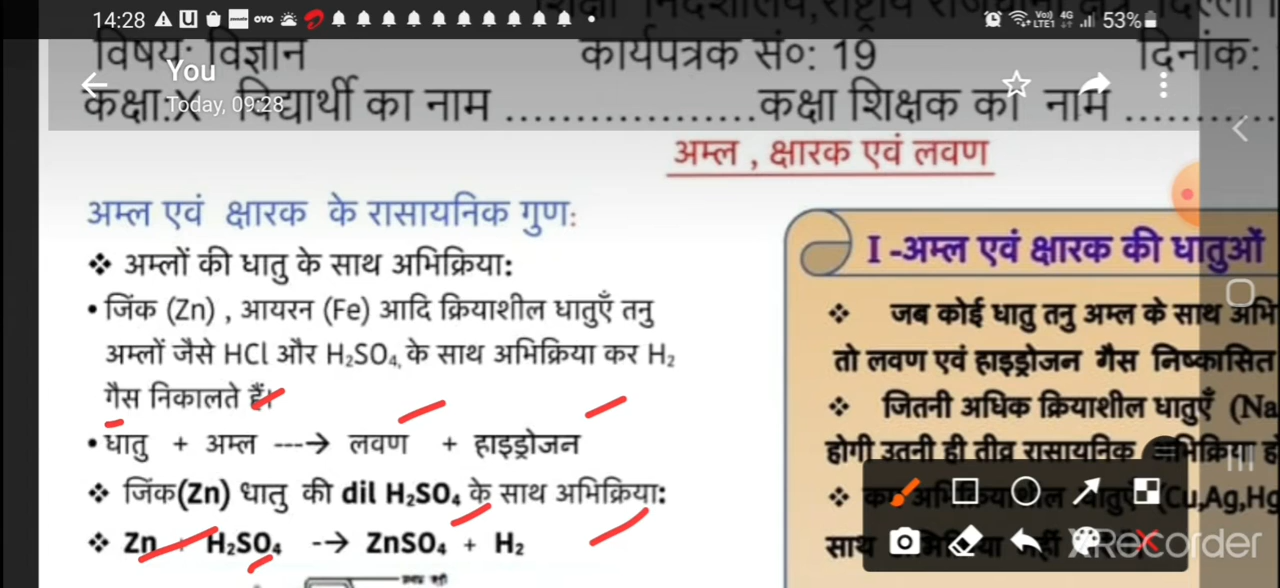 14:28
53%
शिक्षा निदेशालय, राष्ट्रीय
विषय: विज्ञान कार्यपत्रक सं०: 19 दिनांक:
You
कक्षा:X विद्यार्थी का नाम ................... कक्षा शिक्षक का नाम ............
Today, 09:28
अम्ल , क्षारक एवं लवण
अम्ल एवं क्षारक के रासायनिक गुण:
❖ अम्लों की धातु के साथ अभिक्रिया:
• जिंक (Zn) , आयरन (Fe) आदि क्रियाशील धातुएँ तनु
अम्लों जैसे HCl और H₂SO₄ के साथ अभिक्रिया कर H₂
गैस निकालते हैं।
• धातु + अम्ल ---→ लवण + हाइड्रोजन
❖ जिंक(Zn) धातु की dil H₂SO₄ के साथ अभिक्रिया:
❖ Zn + H₂SO₄ -→ ZnSO₄ + H₂
I -अम्ल एवं क्षारक की धातुओं
❖ जब कोई धातु तनु अम्ल के साथ अभि
तो लवण एवं हाइड्रोजन गैस निष्कासित
❖ जितनी अधिक क्रियाशील धातुएँ (Na
होगी उतनी ही तीव्र रासायनिक
(Cu,Ag,Hg
साथ
XRecorder